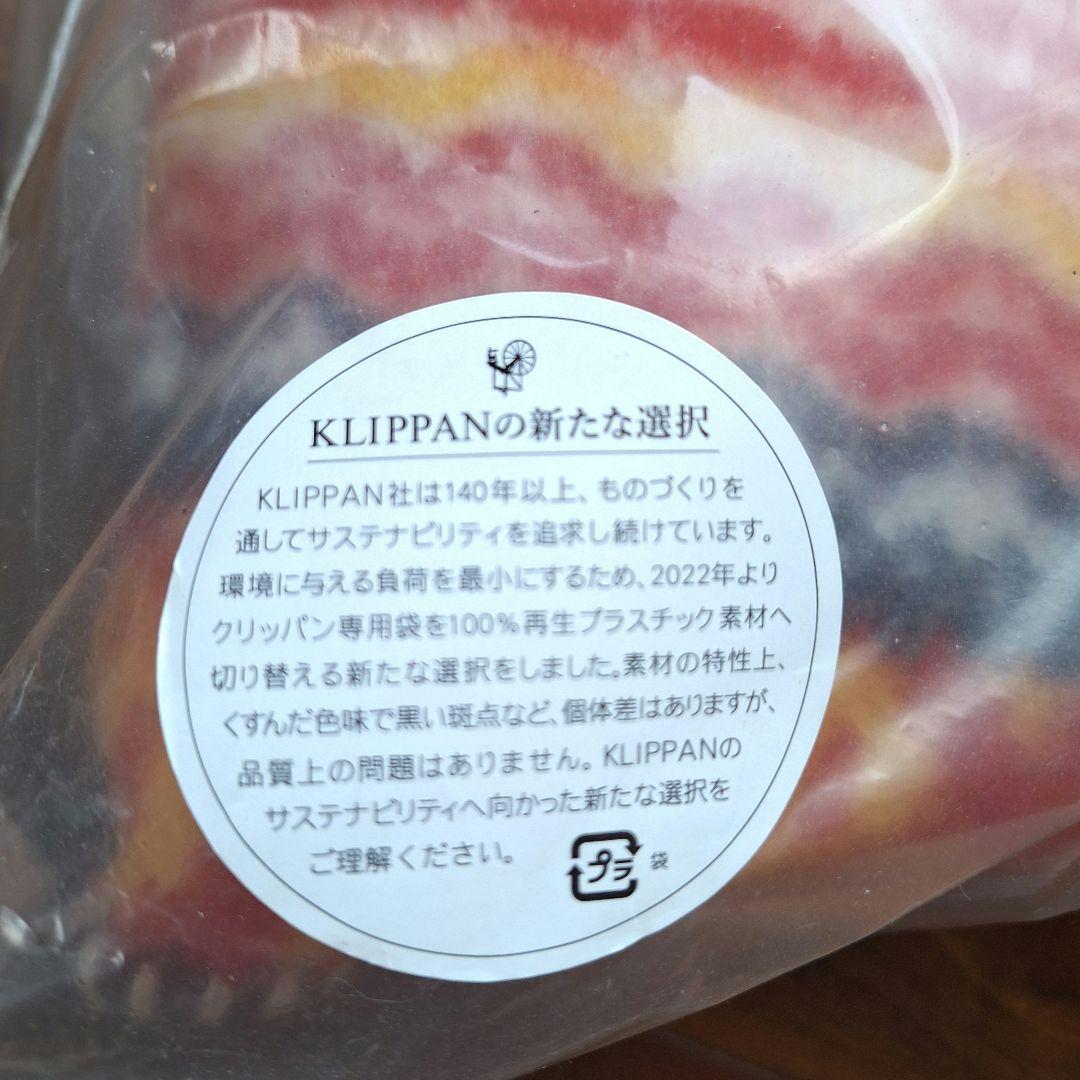 KLIPPANの新たな選択
KLIPPAN社は140年以上、ものづくりを
通してサステナビリティを追求し続けています。
環境に与える負荷を最小にするため、2022年より
クリッパン専用袋を100%再生プラスチック素材へ
切り替える新たな選択をしました。素材の特性上、
くすんだ色味で黒い斑点など、個体差はありますが、
品質上の問題はありません。KLIPPANの
サステナビリティへ向かった新たな選択を
ご理解ください。
プラ 袋